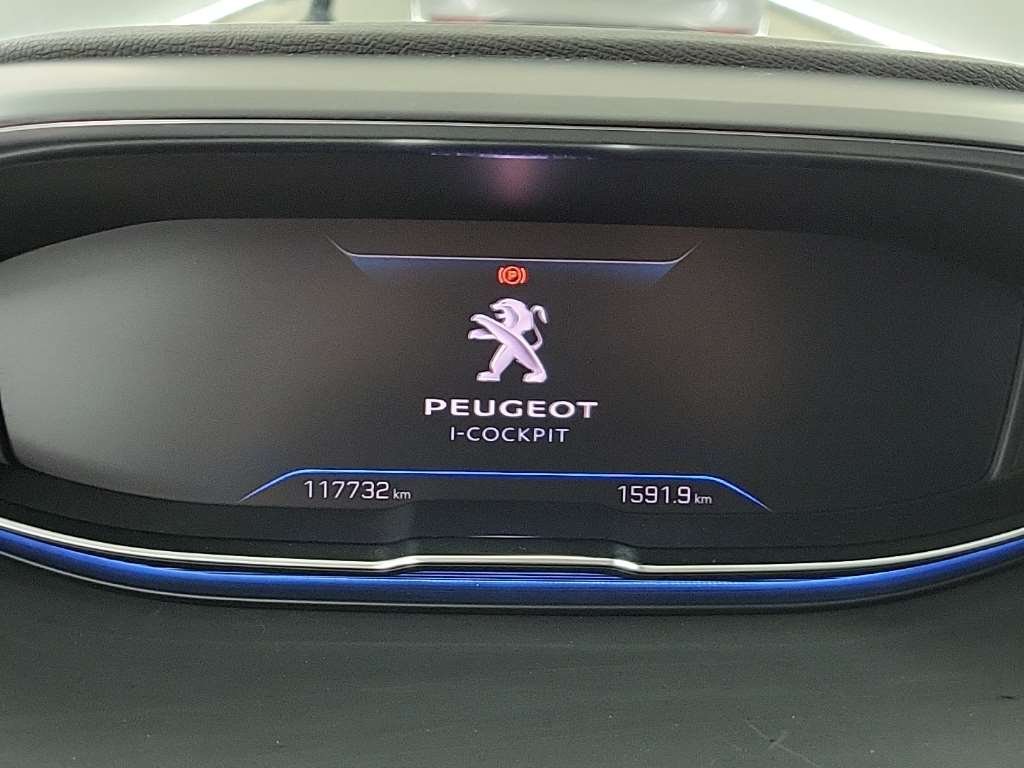 P
PEUGEOT
I-COCKPIT
117732 km
1591.9 km